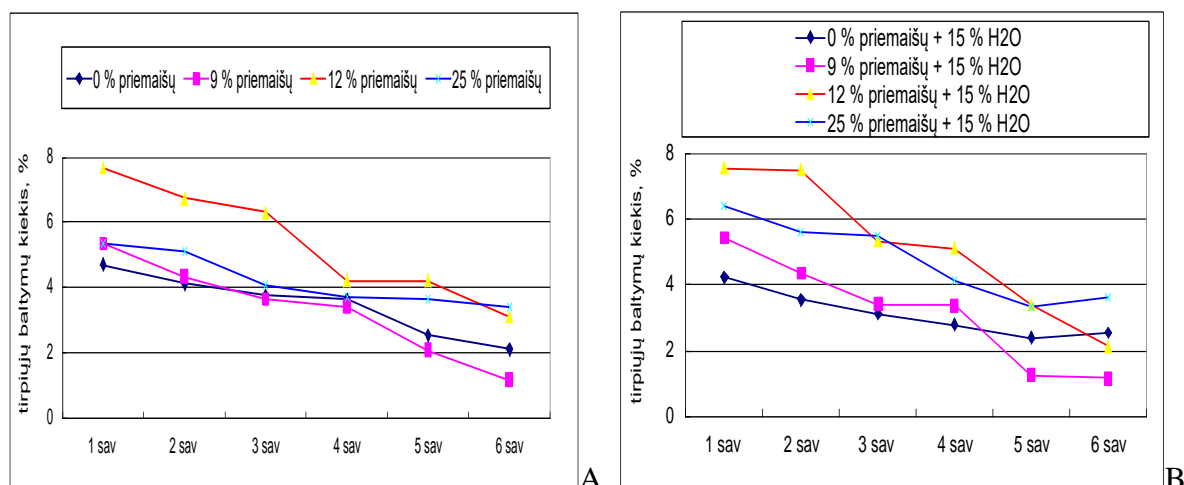 0 % priemaišų 9 % priemaišų 12 % priemaišų 25 % priemaišų
tirpiųjų baltymų kiekis, %
8
6
4
2
0
1 sav 2 sav 3 sav 4 sav 5 sav 6 sav
A
0 % priemaišų + 15 % H2O
9 % priemaišų + 15 % H2O
12 % priemaišų + 15 % H2O
25 % priemaišų + 15 % H2O
tirpiųjų baltymų kiekis, %
8
6
4
2
0
1 sav 2 sav 3 sav 4 sav 5 sav 6 sav
B